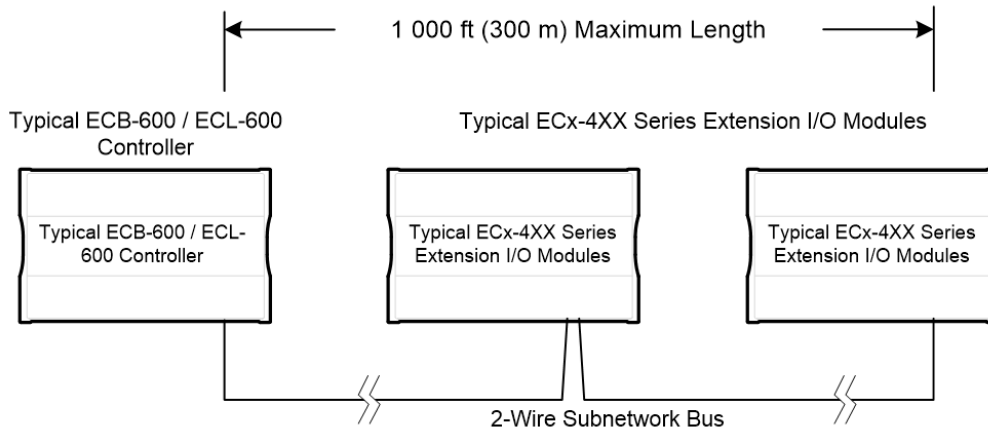 1 000 ft (300 m) Maximum Length
Typical ECB-600 / ECL-600
Controller
Typical ECx-4XX Series Extension I/O Modules
Typical ECB-600 / ECL-
600 Controller
Typical ECx-4XX Series
Extension I/O Modules
Typical ECx-4XX Series
Extension I/O Modules
2-Wire Subnetwork Bus